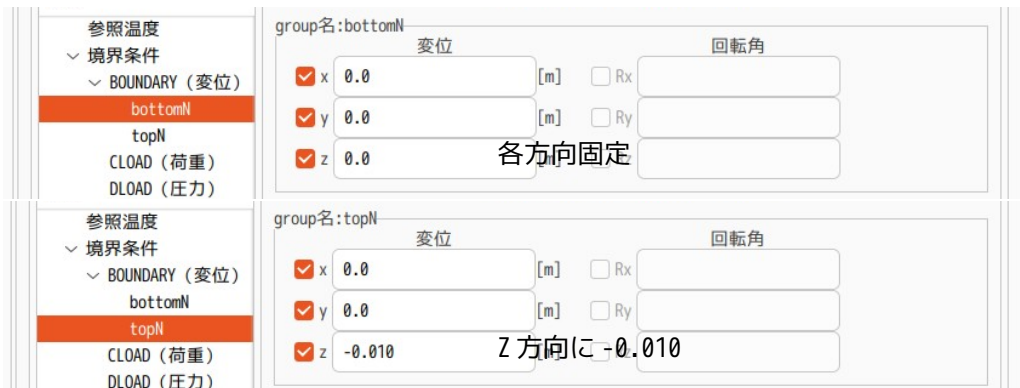 参照温度
境界条件
BOUNDARY (変位)
bottomN
topN
CLOAD (荷重)
DLOAD (圧力)
group名:bottomN
変位 回転角
x 0.0 [m] Rx
y 0.0 [m] Ry
z 0.0 各方向固定
参照温度
境界条件
BOUNDARY (変位)
bottomN
topN
CLOAD (荷重)
DLOAD (圧力)
group名:topN
変位 回転角
x 0.0 [m] Rx
y 0.0 [m] Ry
z -0.010 Z方向に-0.010